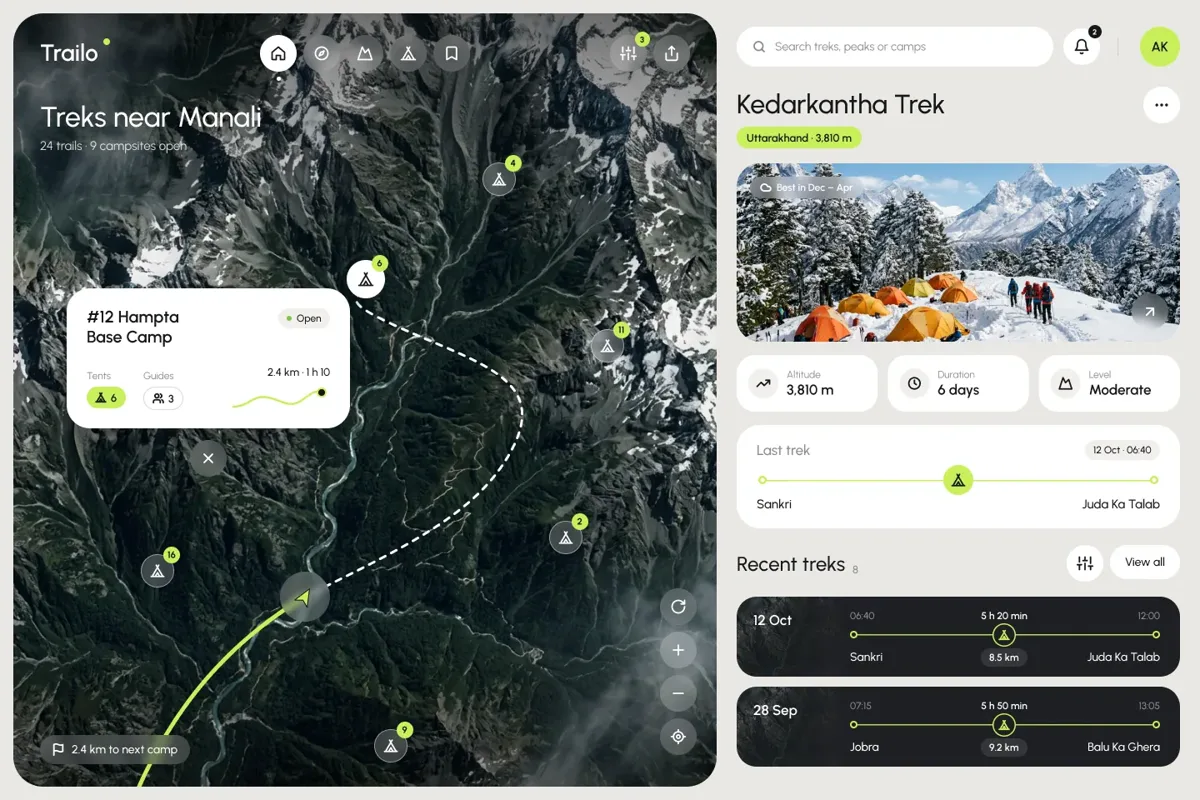 Trailo
3
Treks near Manali
24 trails · 9 campsites open
4
6
11
#12 Hampta
Base Camp
Open
Tents
Guides
2.4 km · 1 h 10
6
3
2
16
9
2.4 km to next camp
Search treks, peaks or camps
2
AK
Kedarkantha Trek
Uttarakhand · 3,810 m
Best in Dec – Apr
Altitude
3,810 m
Duration
6 days
Level
Moderate
Last trek
12 Oct · 06:40
Sankri
Juda Ka Talab
Recent treks 8
View all
12 Oct
06:40
5 h 20 min
12:00
Sankri
8.5 km
Juda Ka Talab
28 Sep
07:15
5 h 50 min
13:05
Jobra
9.2 km
Balu Ka Ghera